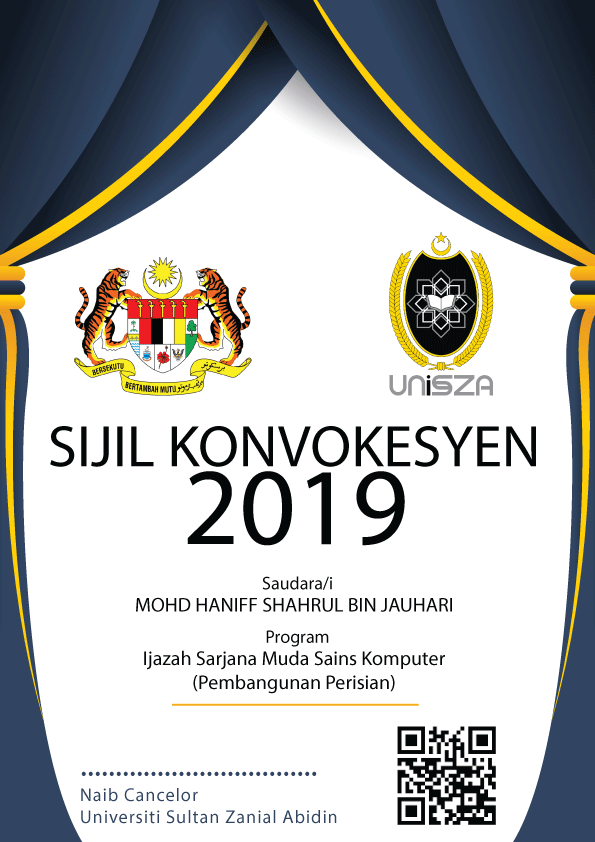 BERSEKUTU
BERTAMBAH MUTU
UNiSZA
SIJIL KONVOKESYEN
2019
Saudara/i
MOHD HANIFF SHAHRUL BIN JAUHARI
Program
Ijazah Sarjana Muda Sains Komputer
(Pembangunan Perisian)
Naib Cancelor
Universiti Sultan Zanial Abidin